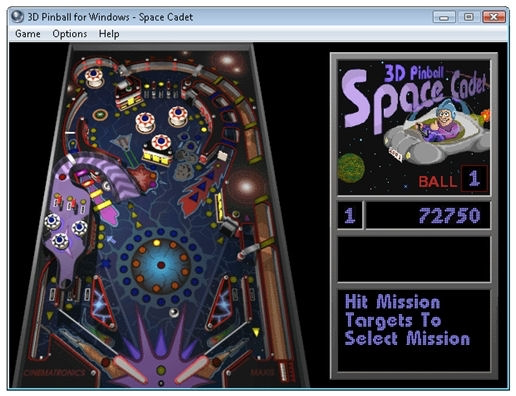 3D Pinball for Windows - Space Cadet
Game Options Help
3D Pinball
Space Cadet
BALL 1
1 72750
Hit Mission
Targets To
Select Mission
CINEMATRONICS
MAXIS